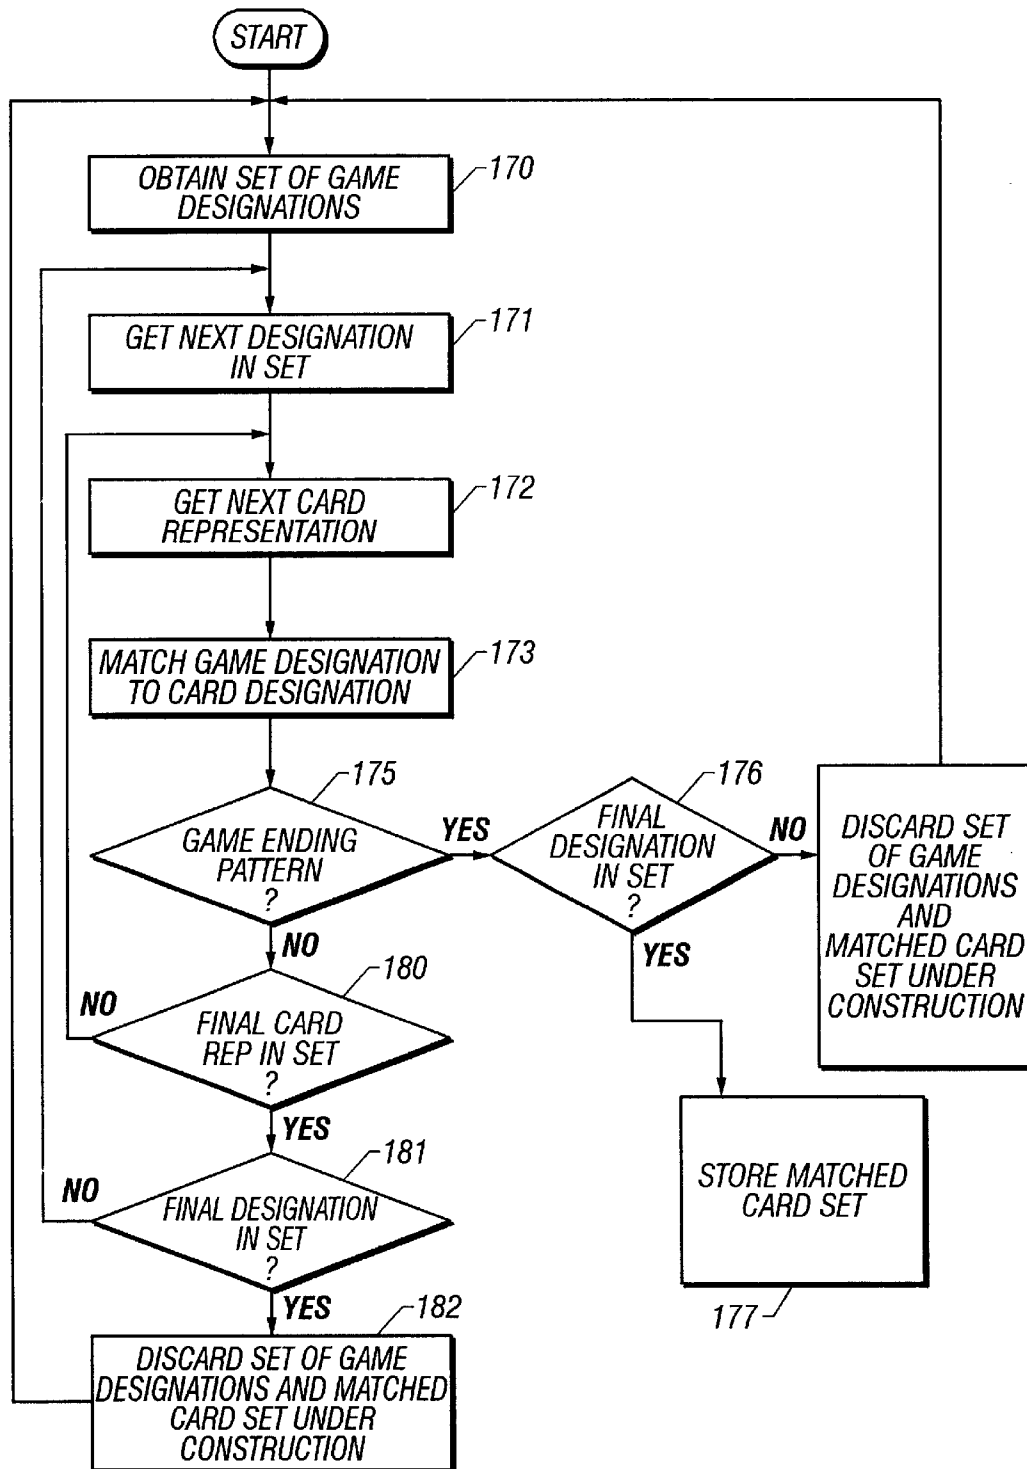 START
OBTAIN SET OF GAME
DESIGNATIONS
170
GET NEXT DESIGNATION
IN SET
171
GET NEXT CARD
REPRESENTATION
172
MATCH GAME DESIGNATION
TO CARD DESIGNATION
173
GAME ENDING
PATTERN
?
175
YES
NO
FINAL
DESIGNATION
IN SET
?
176
NO
YES
DISCARD SET
OF GAME
DESIGNATIONS
AND
MATCHED CARD
SET UNDER
CONSTRUCTION
STORE MATCHED
CARD SET
177
FINAL CARD
REP IN SET
?
180
NO
YES
FINAL DESIGNATION
IN SET
?
181
NO
YES
DISCARD SET OF GAME
DESIGNATIONS AND MATCHED
CARD SET UNDER
CONSTRUCTION
182